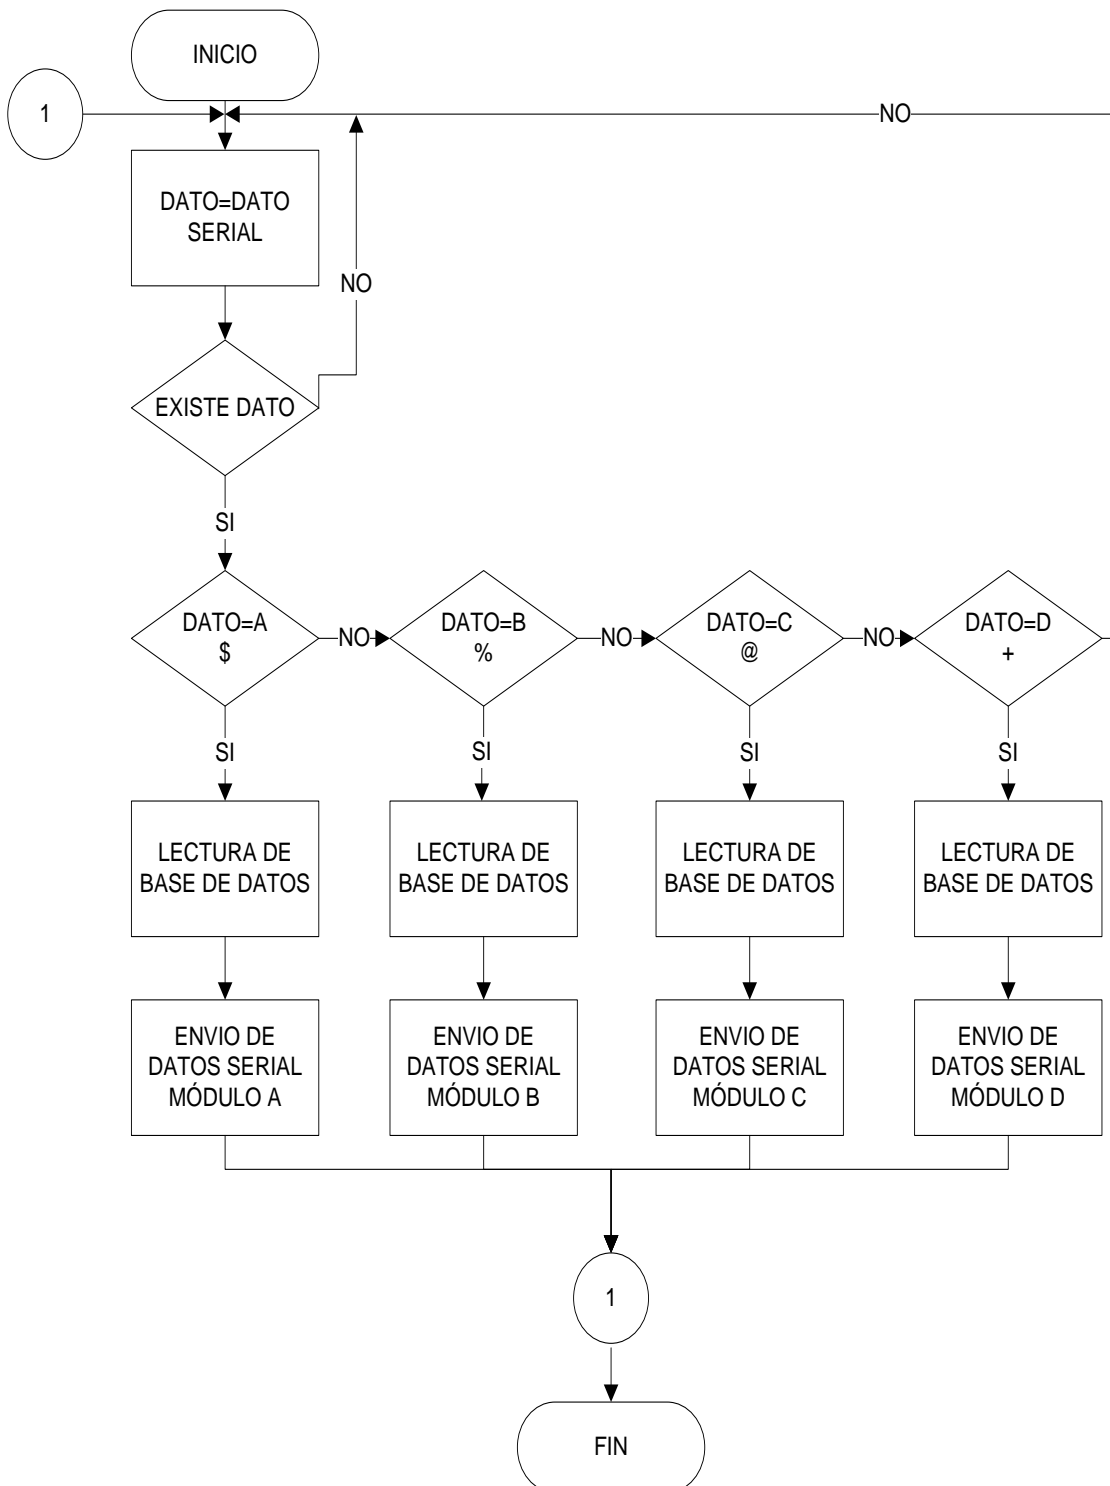 INICIO
1
NO
DATO=DATO
SERIAL
NO
EXISTE DATO
SI
DATO=A
$
NO
DATO=B
%
NO
DATO=C
@
NO
DATO=D
+
SI
SI
SI
SI
LECTURA DE
BASE DE DATOS
LECTURA DE
BASE DE DATOS
LECTURA DE
BASE DE DATOS
LECTURA DE
BASE DE DATOS
ENVIO DE
DATOS SERIAL
MÓDULO A
ENVIO DE
DATOS SERIAL
MÓDULO B
ENVIO DE
DATOS SERIAL
MÓDULO C
ENVIO DE
DATOS SERIAL
MÓDULO D
1
FIN